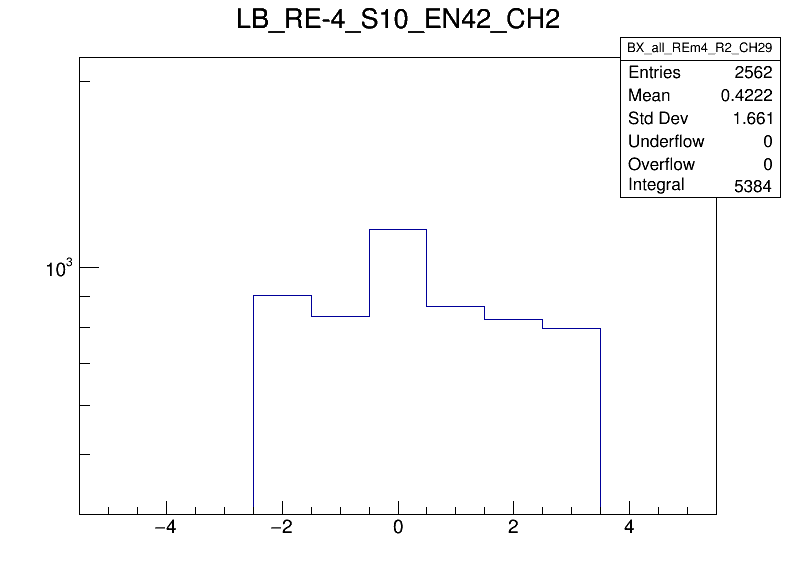 LB_RE-4_S10_EN42_CH2
BX_all_REm4_R2_CH29
Entries 2562
Mean 0.4222
Std Dev 1.661
Underflow 0
Overflow 0
Integral 5384
10³
−4 −2 0 2 4